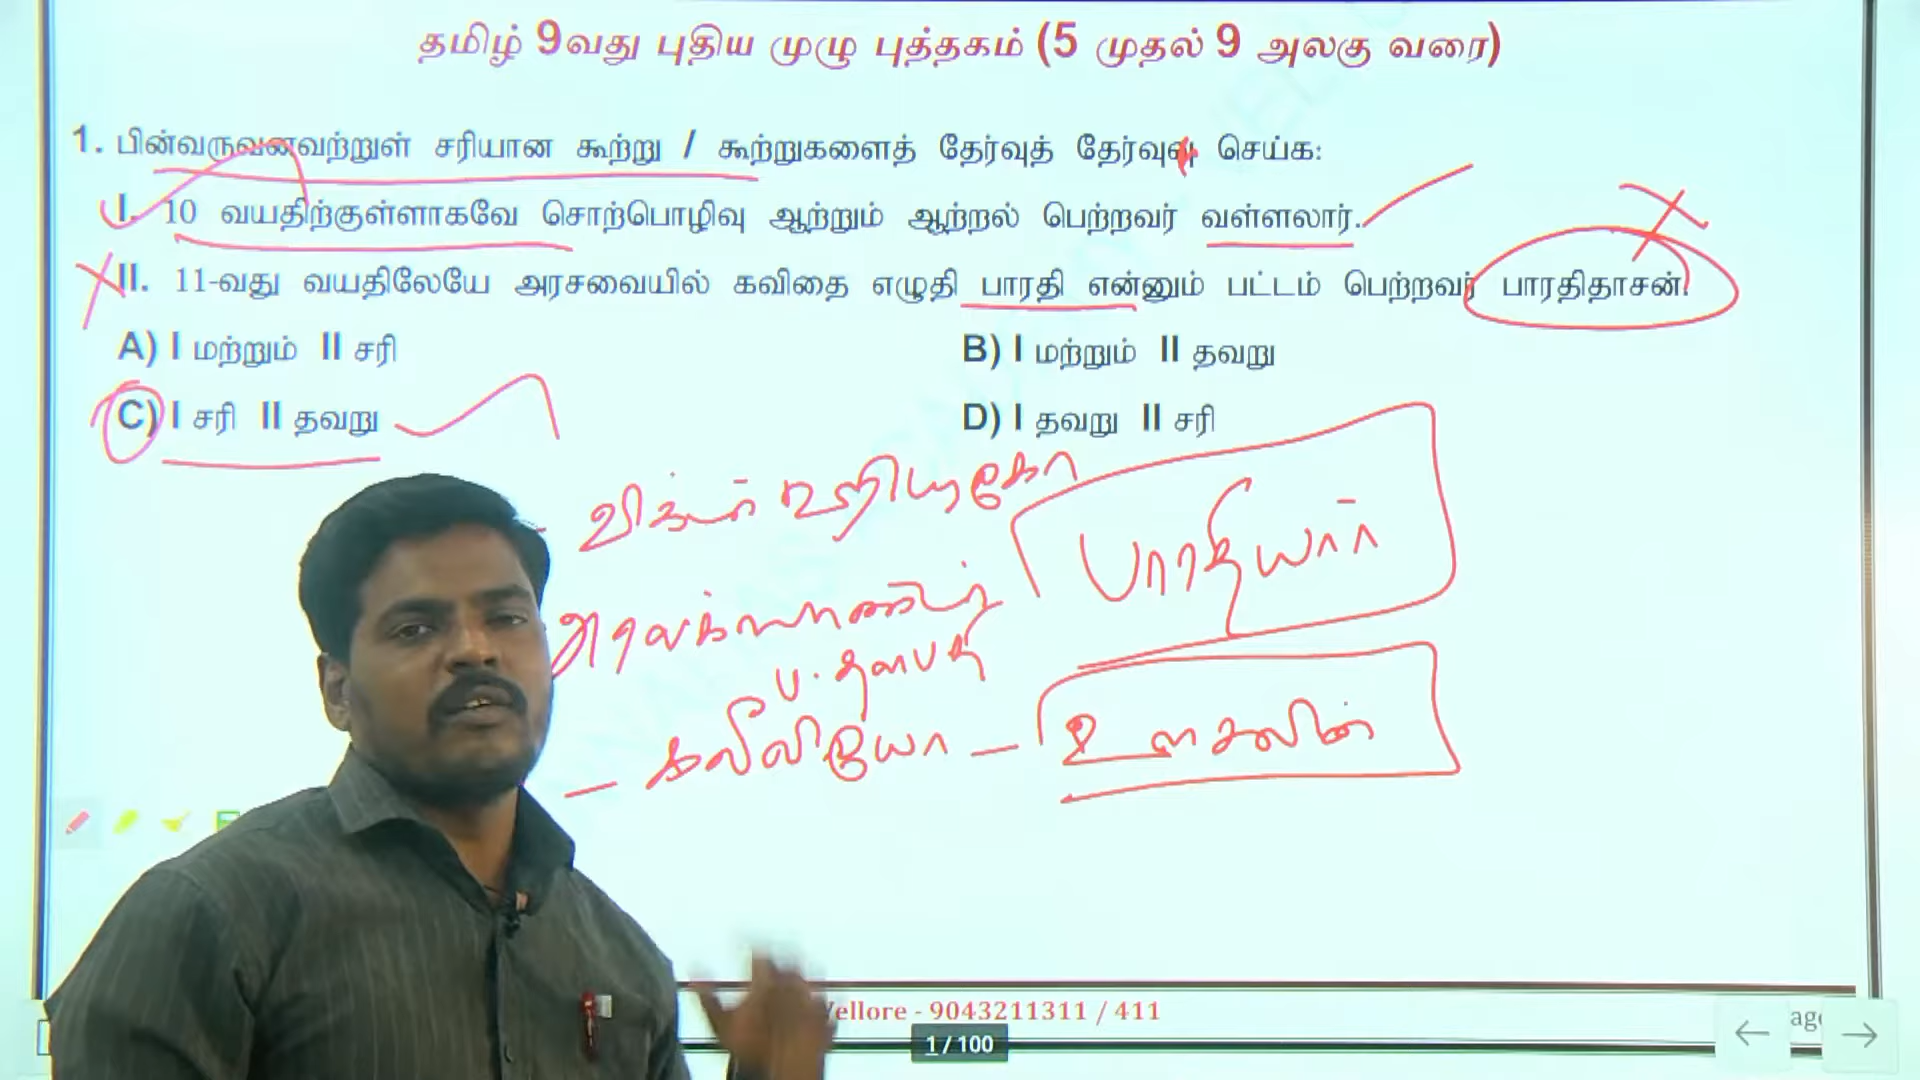 தமிழ் 9வது புதிய முழு புத்தகம் (5 முதல் 9 அலகு வரை)
1. பின்வருவனவற்றுள் சரியான கூற்று / கூற்றுகளைத் தேர்வுத் தேர்வு செய்க:
I. 10 வயதிற்குள்ளாகவே சொற்பொழிவு ஆற்றும் ஆற்றல் பெற்றவர் வள்ளலார்.
II. 11-வது வயதிலேயே அரசவையில் கவிதை எழுதி பாரதி என்னும் பட்டம் பெற்றவர் பாரதிதாசன்.
A) I மற்றும் II சரி
B) I மற்றும் II தவறு
C) I சரி II தவறு
D) I தவறு II சரி
பாரதியார்
கலீலியோ –
Vellore - 9043211311 / 411
1 / 100